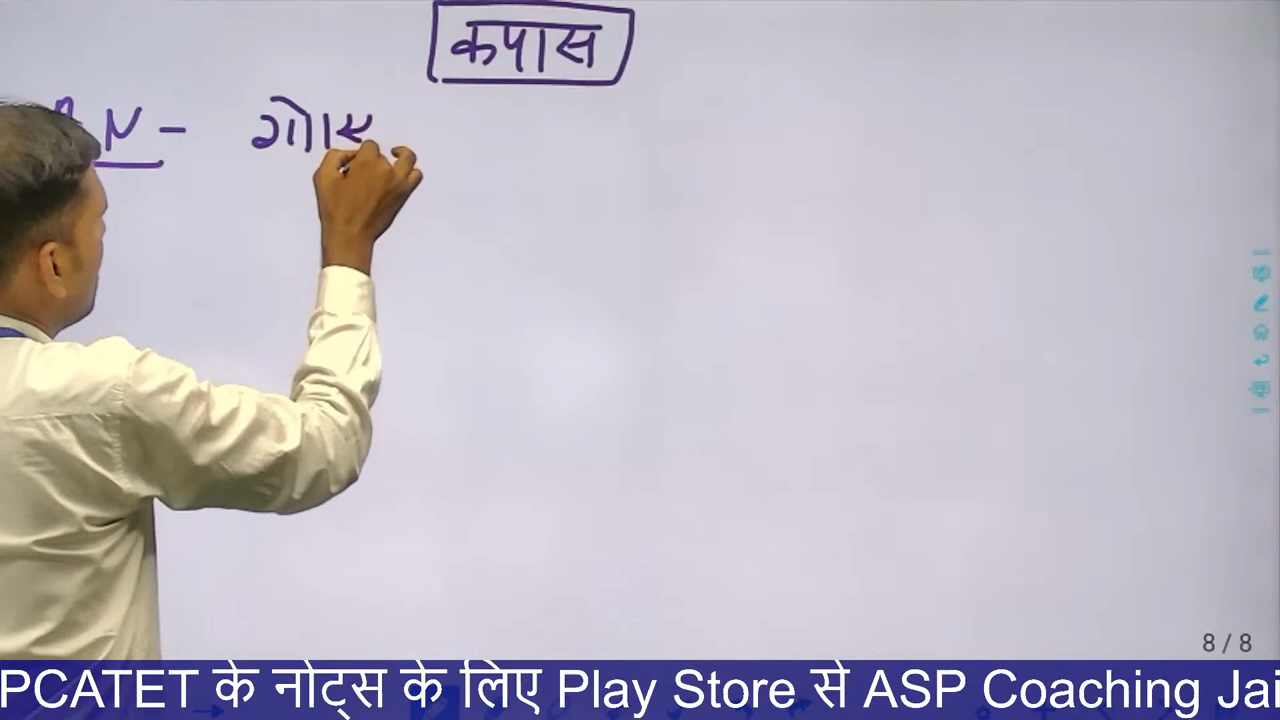 कपास
N -
8 / 8
PCATET के नोट्स के लिए Play Store से ASP Coaching Jai